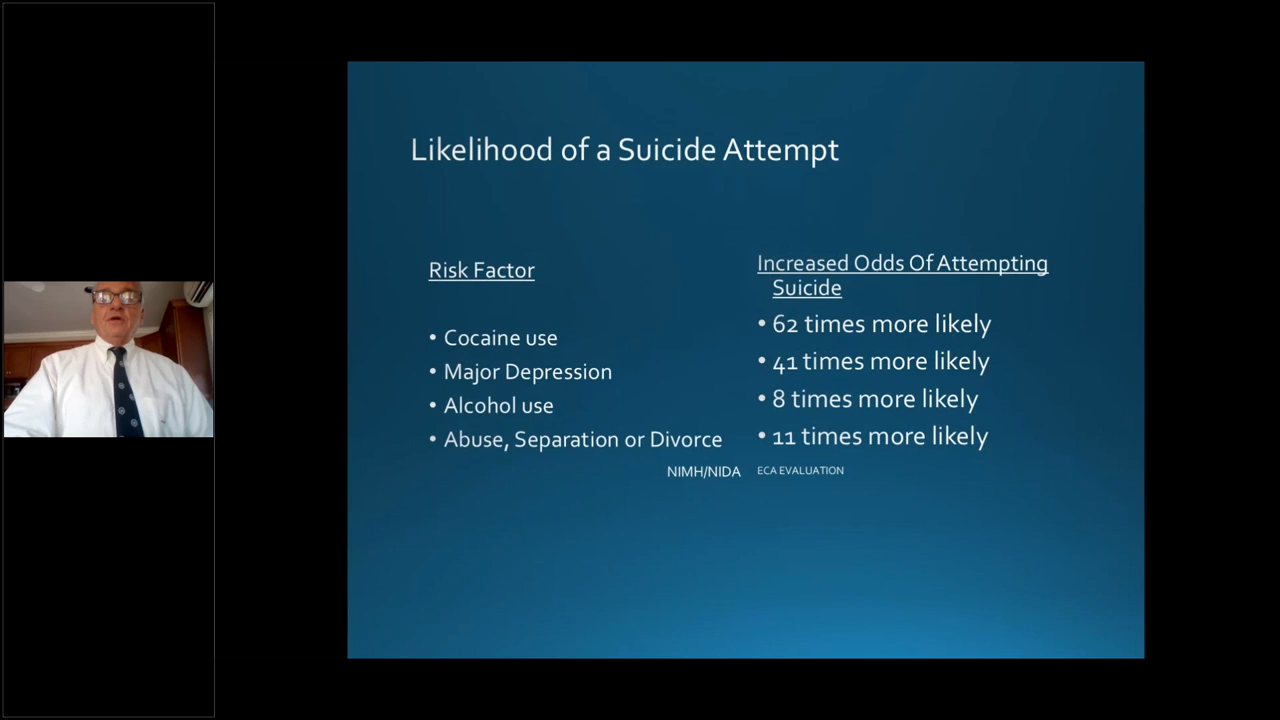 Likelihood of a Suicide Attempt
Risk Factor
• Cocaine use
• Major Depression
• Alcohol use
• Abuse, Separation or Divorce
NIMH/NIDA
Increased Odds Of Attempting
Suicide
• 62 times more likely
• 41 times more likely
• 8 times more likely
• 11 times more likely
ECA EVALUATION